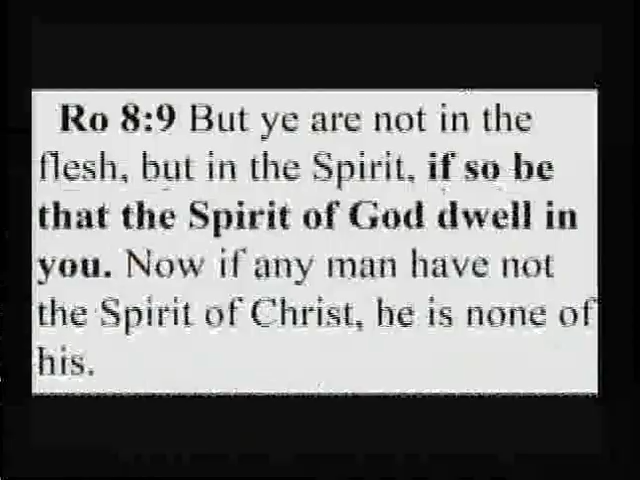 Ro 8:9 But ye are not in the
flesh, but in the Spirit, if so be
that the Spirit of God dwell in
you. Now if any man have not
the Spirit of Christ, he is none of
his.